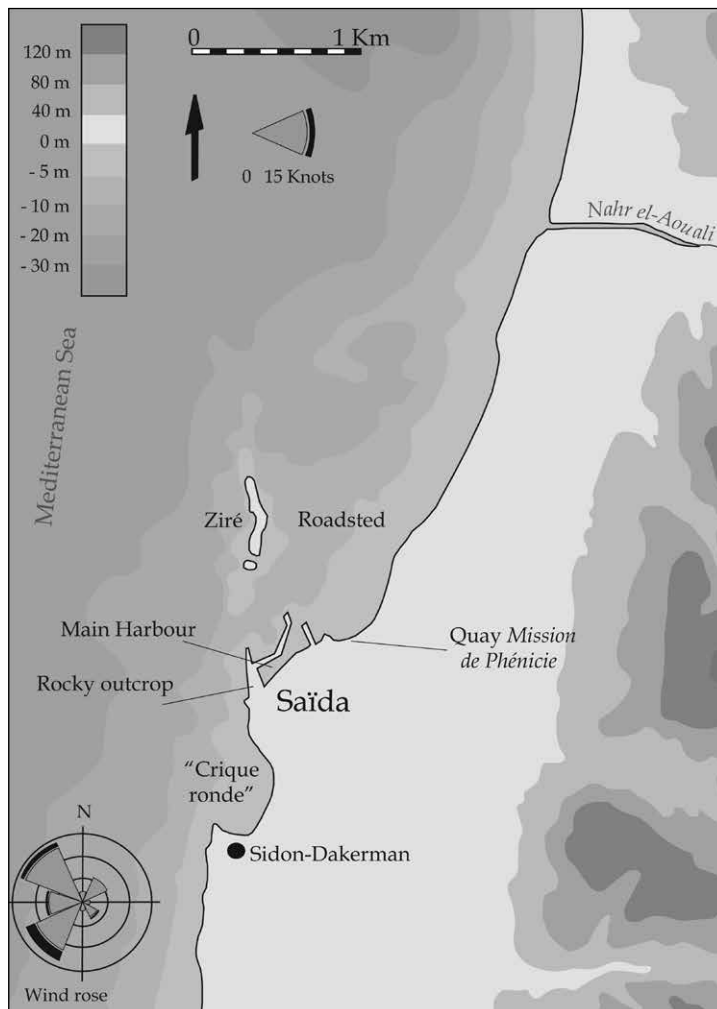 120 m
80 m
40 m
0 m
- 5 m
- 10 m
- 20 m
- 30 m
0 1 Km
0 15 Knots
Nahr el-Aouali
Mediterranean Sea
Ziré
Roadsted
Main Harbour
Quay Mission
de Phénicie
Rocky outcrop
Saïda
"Crique
ronde"
Sidon-Dakerman
N
Wind rose